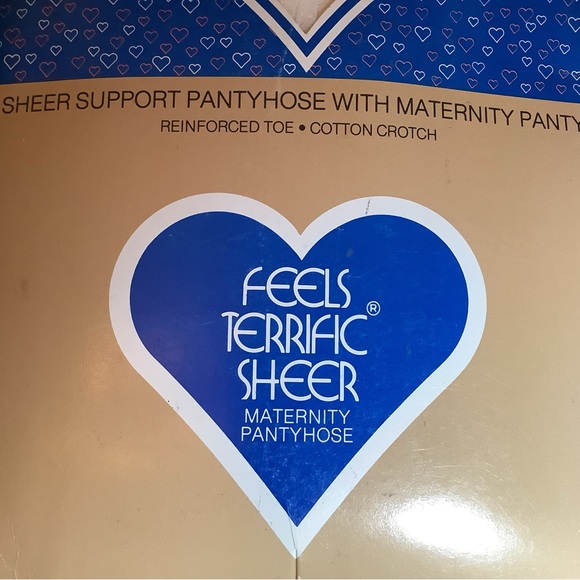 SHEER SUPPORT PANTYHOSE WITH MATERNITY PANTY
REINFORCED TOE • COTTON CROTCH
FEELS
TERRIFIC®
SHEER
MATERNITY
PANTYHOSE